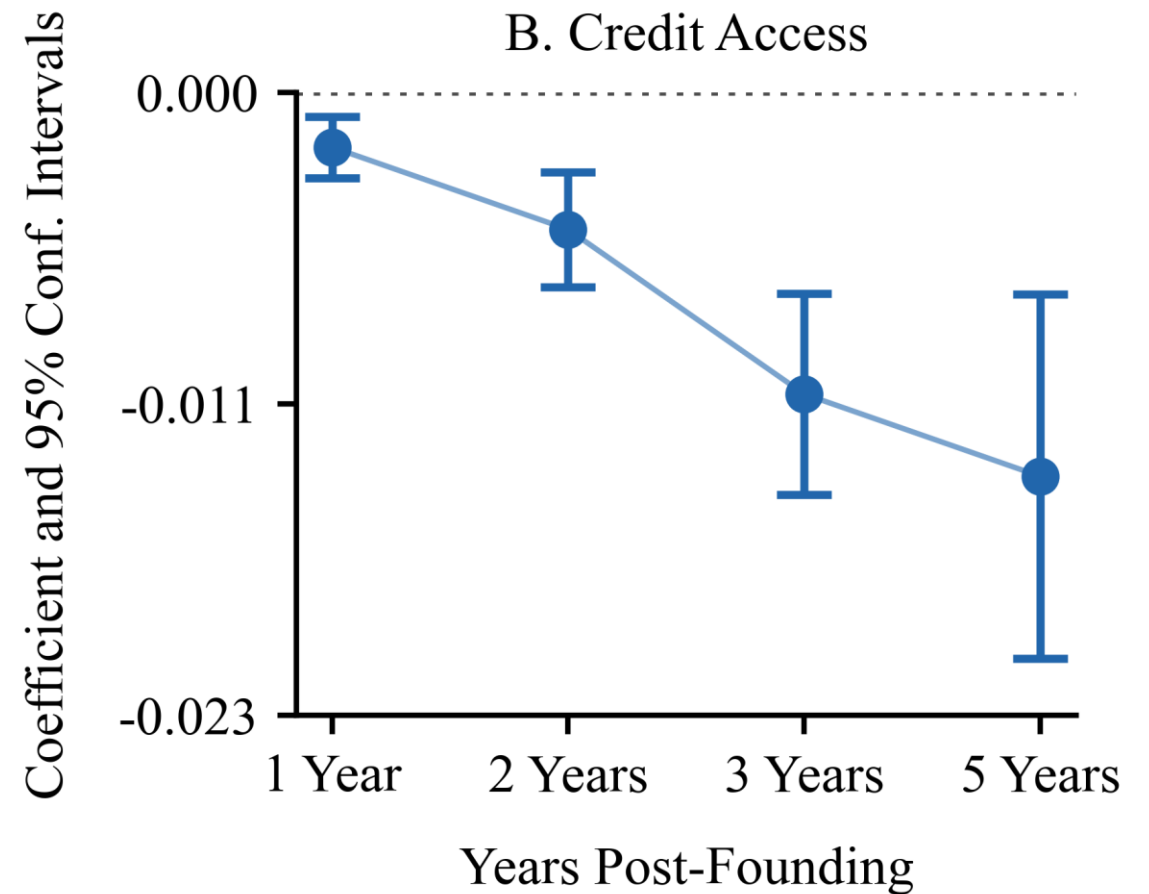 B. Credit Access
Coefficient and 95% Conf. Intervals
0.000
-0.011
-0.023
1 Year
2 Years
3 Years
5 Years
Years Post-Founding